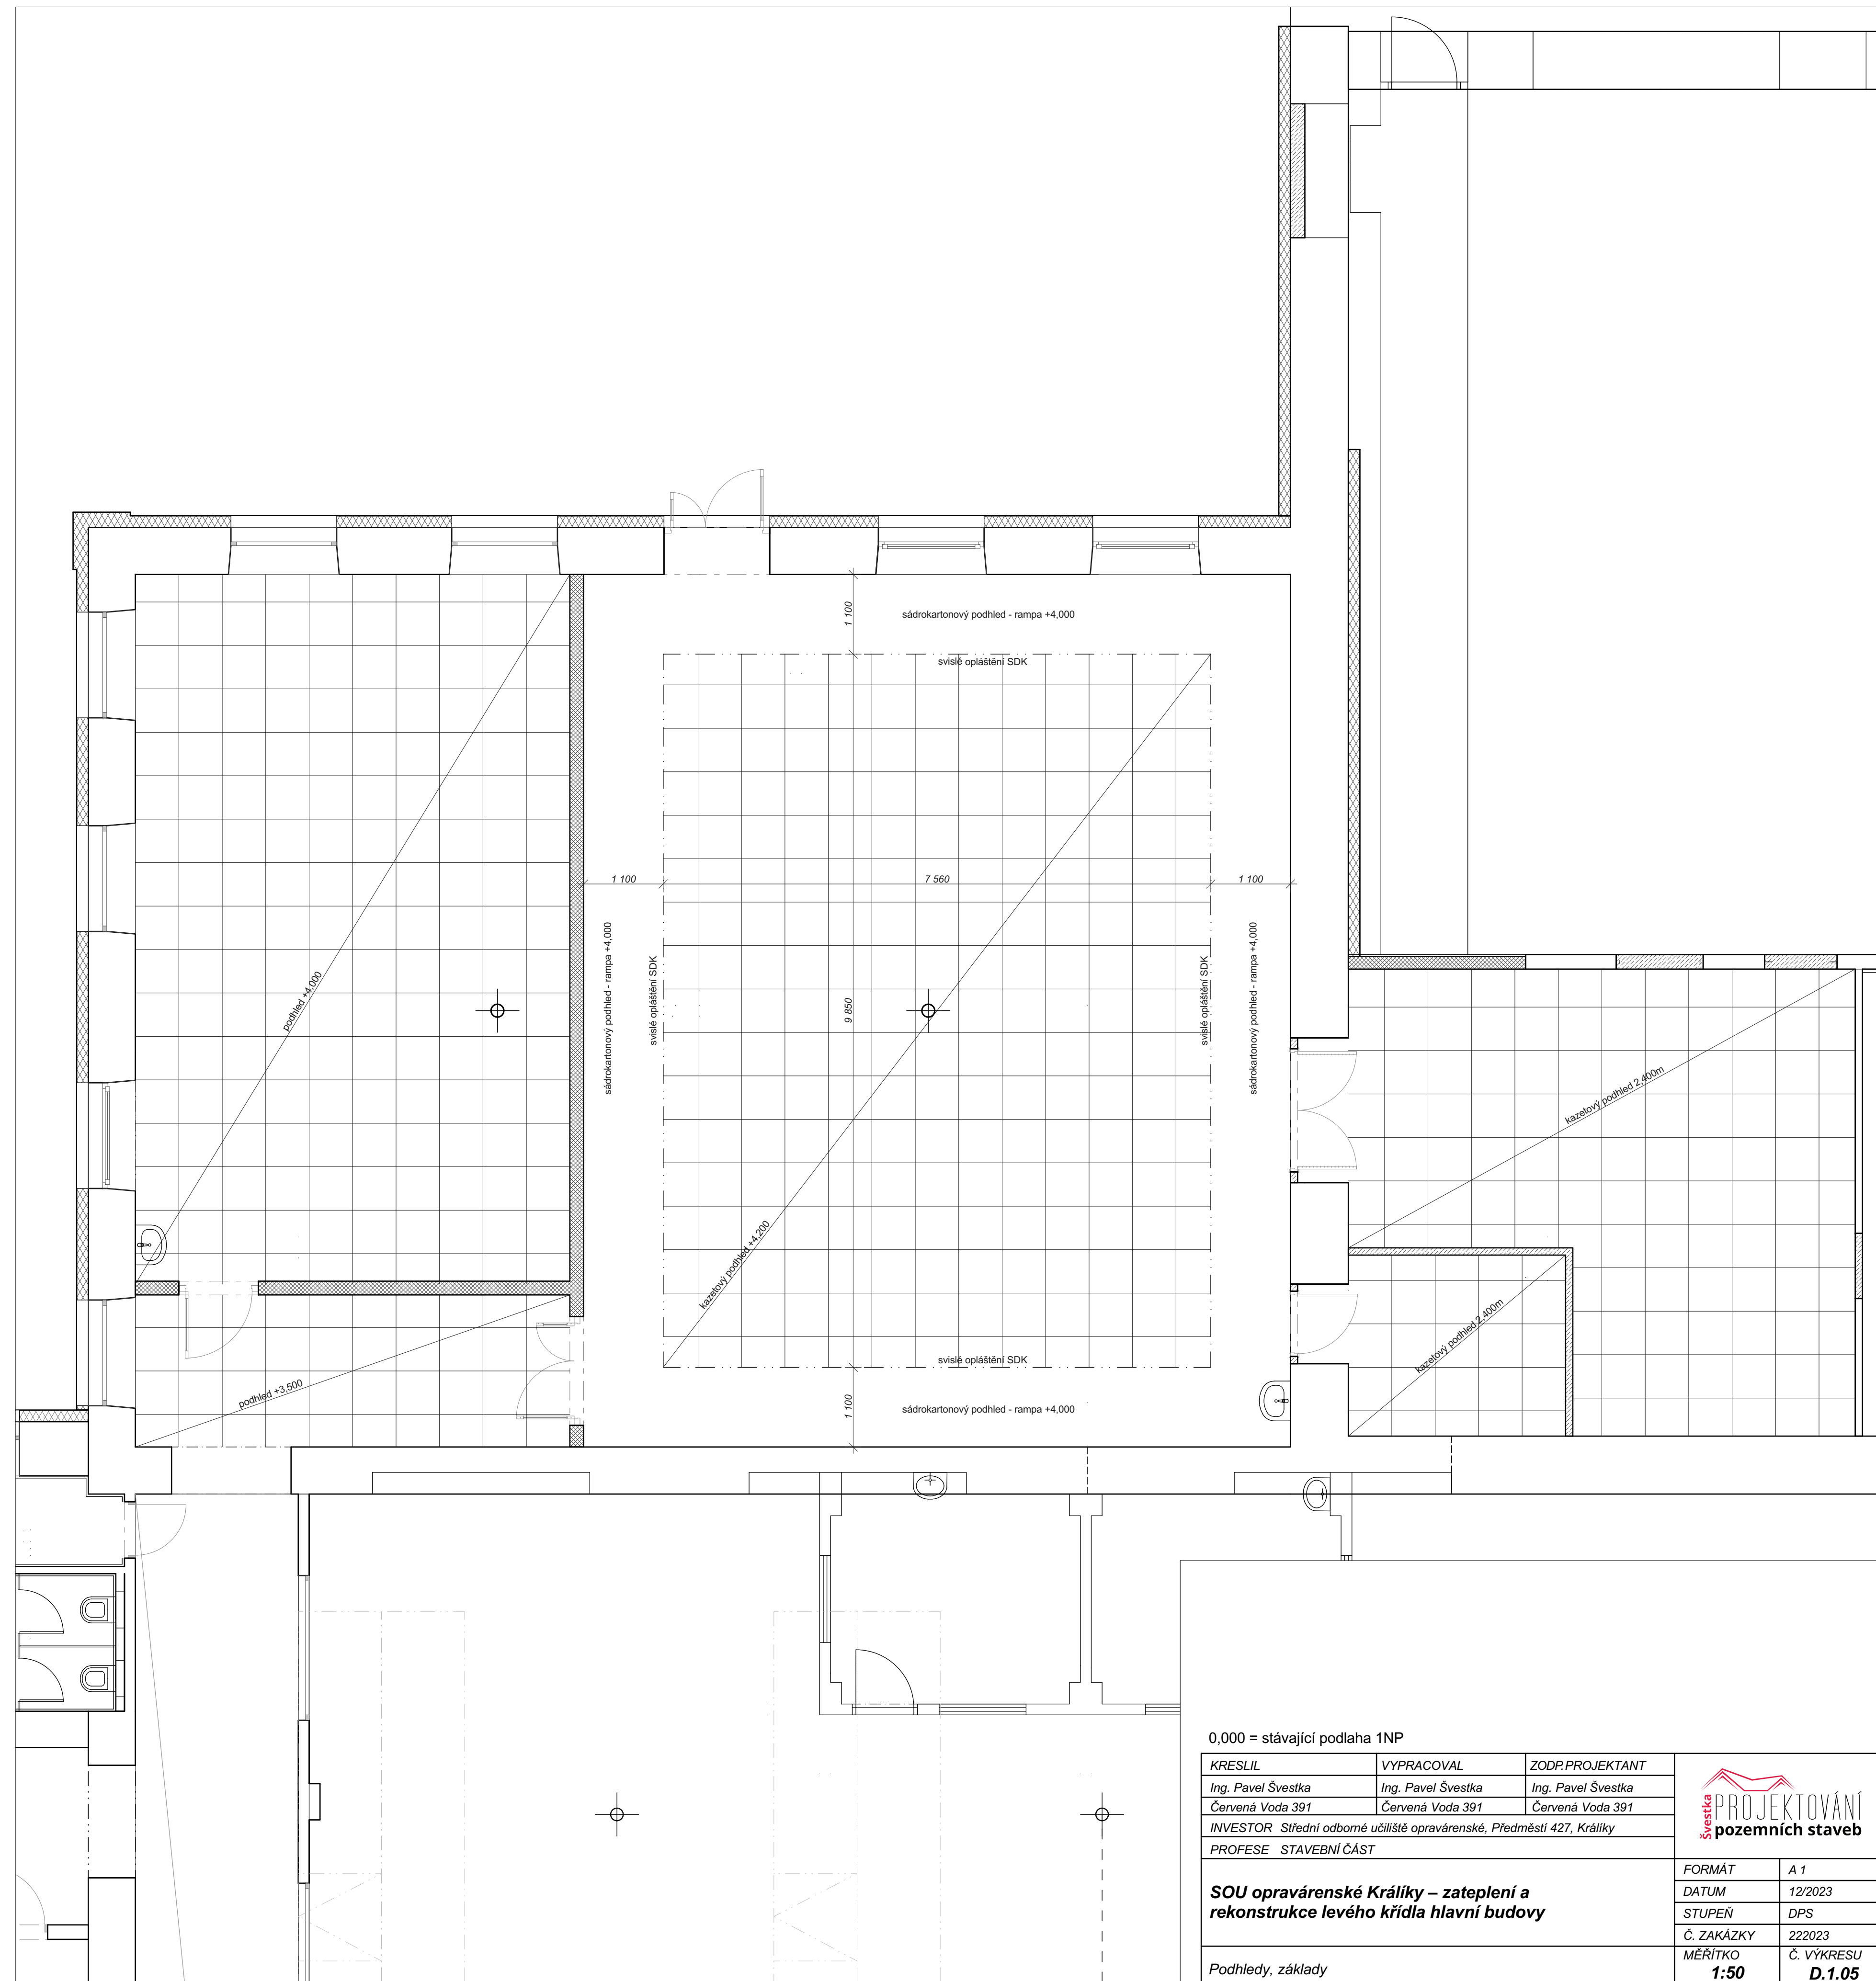 1 100
sádrokartonový podhled - rampa +4,000
svislé opláštění SDK
1 100
7 560
1 100
podhled +4,000
sádrokartonový podhled - rampa +4,000
svislé opláštění SDK
9 850
svislé opláštění SDK
sádrokartonový podhled - rampa +4,000
kazetový podhled 2,400m
kazetový podhled +4,200
kazetový podhled 2,400m
svislé opláštění SDK
podhled +3,500
1 100
sádrokartonový podhled - rampa +4,000
0,000 = stávající podlaha 1NP
KRESLIL VYPRACOVAL ZODP.PROJEKTANT
Ing. Pavel Švestka Ing. Pavel Švestka Ing. Pavel Švestka
Červená Voda 391 Červená Voda 391 Červená Voda 391
INVESTOR Střední odborné učiliště opravárenské, Předměstí 427, Králíky
PROFESE STAVEBNÍ ČÁST
Švestka
PROJEKTOVÁNÍ
pozemních staveb
SOU opravárenské Králíky – zateplení a
rekonstrukce levého křídla hlavní budovy
FORMÁT A 1
DATUM 12/2023
STUPEŇ DPS
Č. ZAKÁZKY 222023
Podhledy, základy
MĚŘÍTKO Č. VÝKRESU
1:50 D.1.05